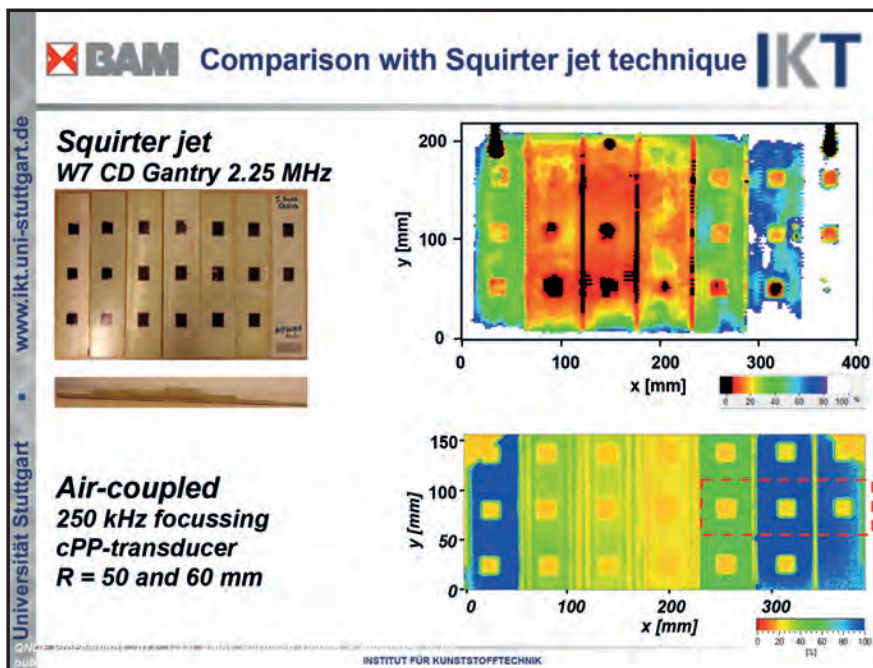 BAM
Comparison with Squirter jet technique
IKT
www.ikt.uni-stuttgart.de
Universität Stuttgart
Squirter jet
W7 CD Gantry 2.25 MHz
200
100
0
y [mm]
0 100 200 300 400
x [mm]
0 20 40 60 80 100 %
Air-coupled
250 kHz focussing
cPP-transducer
R = 50 and 60 mm
150
100
50
0
y [mm]
0 100 200 300
x [mm]
0 20 40 60 80 100
[%]
INSTITUT FÜR KUNSTSTOFFTECHNIK